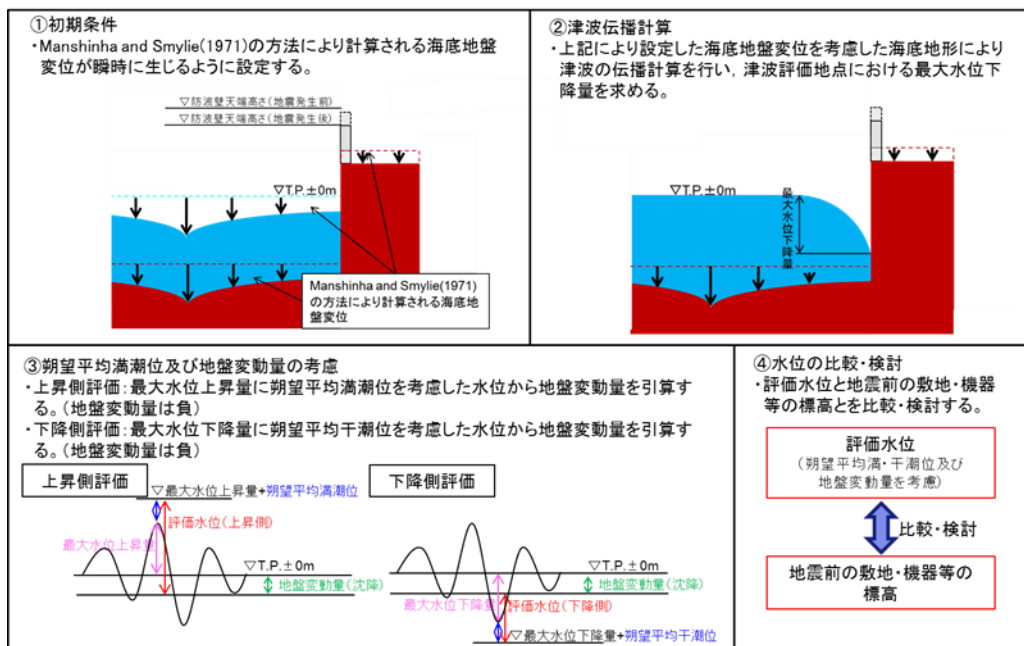 ①初期条件
・Manshinha and Smylie(1971)の方法により計算される海底地盤
変位が瞬時に生じるように設定する。
▽防波壁天端高さ(地震発生前)
▽防波壁天端高さ(地震発生後)
▽T.P.±0m
Manshinha and Smylie(1971)
の方法により計算される海底地
盤変位
②津波伝播計算
・上記により設定した海底地盤変位を考慮した海底地形により
津波の伝播計算を行い，津波評価地点における最大水位下
降量を求める。
▽T.P.±0m
最大水位下降量
③朔望平均満潮位及び地盤変動量の考慮
・上昇側評価：最大水位上昇量に朔望平均満潮位を考慮した水位から地盤変動量を引算す
る。（地盤変動量は負）
・下降側評価：最大水位下降量に朔望平均干潮位を考慮した水位から地盤変動量を引算す
る。（地盤変動量は負）
上昇側評価
▽最大水位上昇量+朔望平均満潮位
評価水位(上昇側)
最大水位上昇量
▽T.P.±0m
地盤変動量(沈降)
下降側評価
▽T.P.±0m
地盤変動量(沈降)
最大水位下降量
評価水位(下降側)
▽最大水位下降量+朔望平均干潮位
④水位の比較・検討
・評価水位と地震前の敷地・機器
等の標高とを比較・検討する。
評価水位
（朔望平均満・干潮位及び
地盤変動量を考慮）
比較・検討
地震前の敷地・機器等の
標高